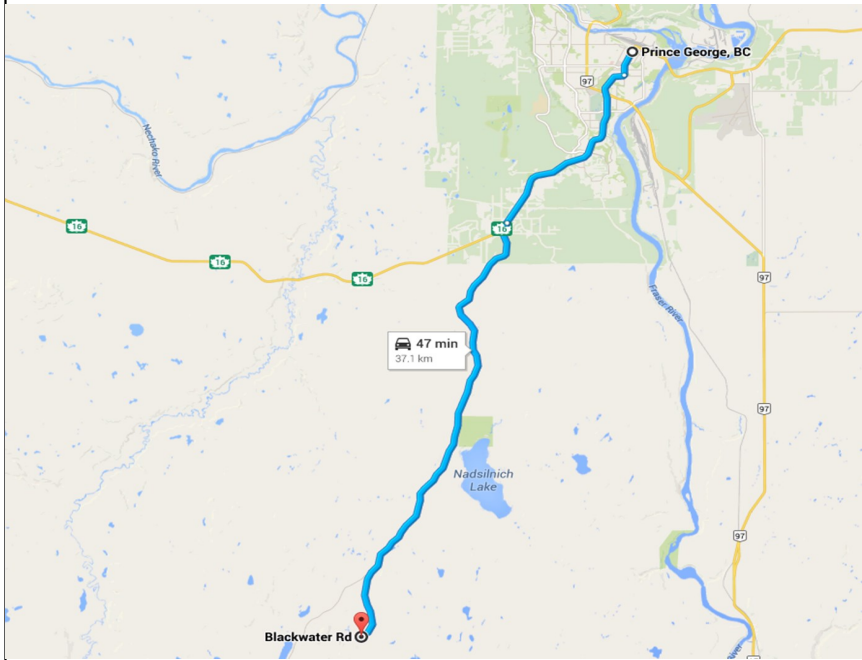 Prince George, BC
97
Nechako River
16
16
16
16
97
Fraser River
47 min
37.1 km
97
Nadsilnich
Lake
97
Blackwater Rd
River